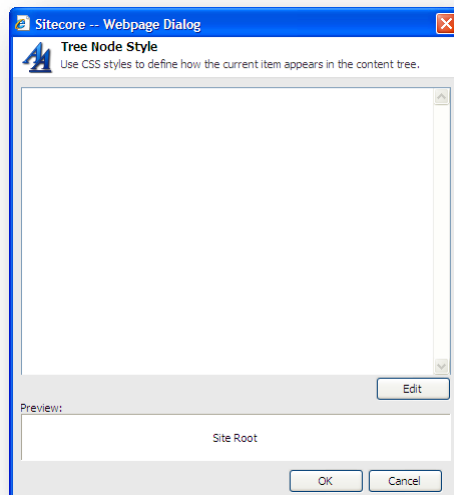 Sitecore -- Webpage Dialog
Tree Node Style
Use CSS styles to define how the current item appears in the content tree.
Edit
Preview:
Site Root
OK
Cancel